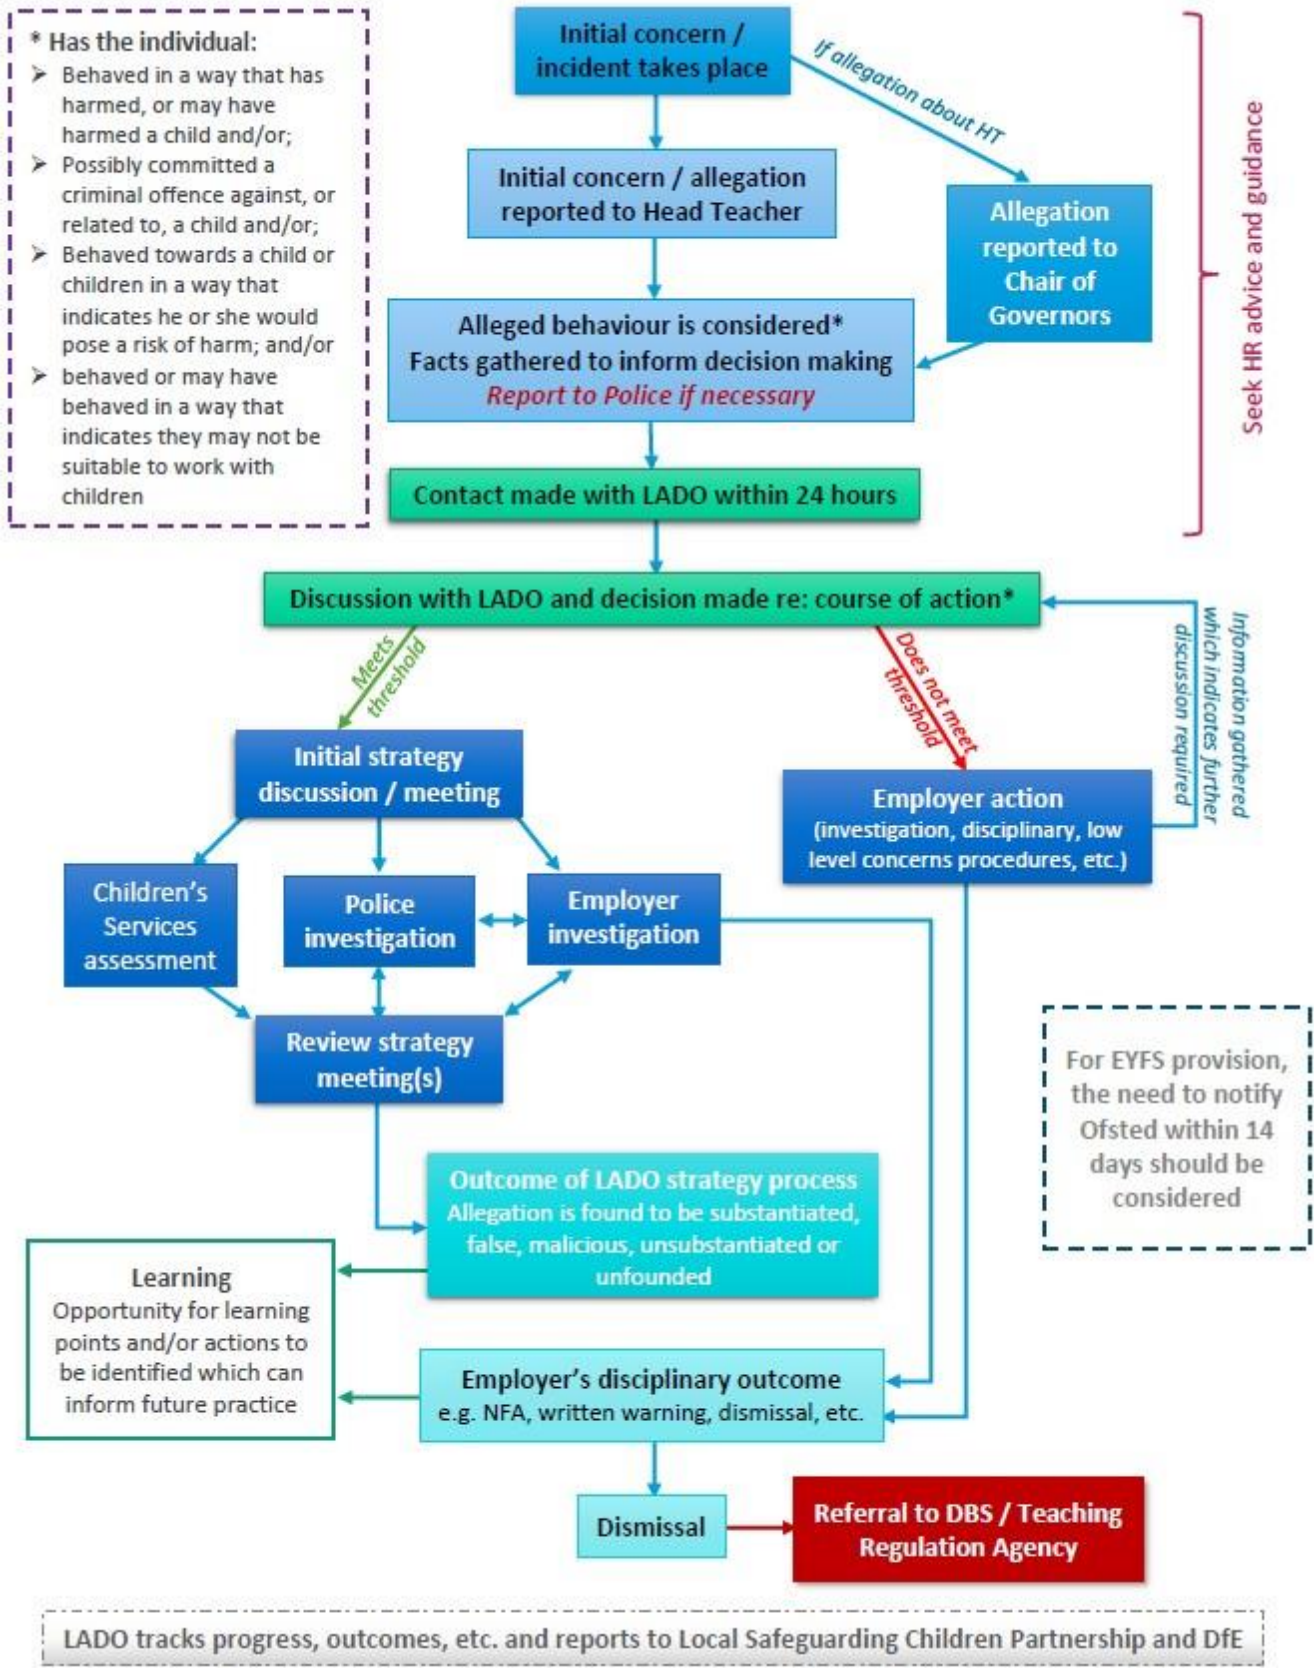 * Has the individual:
➢ Behaved in a way that has
harmed, or may have
harmed a child and/or;
➢ Possibly committed a
criminal offence against, or
related to, a child and/or;
➢ Behaved towards a child or
children in a way that
indicates he or she would
pose a risk of harm; and/or
➢ behaved or may have
behaved in a way that
indicates they may not be
suitable to work with
children
Initial concern /
incident takes place
If allegation about HT
Initial concern / allegation
reported to Head Teacher
Allegation
reported to
Chair of
Governors
Seek HR advice and guidance
Alleged behaviour is considered*
Facts gathered to inform decision making
Report to Police if necessary
Contact made with LADO within 24 hours
Discussion with LADO and decision made re: course of action*
Meets
threshold
Does not meet
threshold
Information gathered
which indicates further
discussion required
Initial strategy
discussion / meeting
Employer action
(investigation, disciplinary, low
level concerns procedures, etc.)
Children's
Services
assessment
Police
investigation
Employer
investigation
Review strategy
meeting(s)
For EYFS provision,
the need to notify
Ofsted within 14
days should be
considered
Outcome of LADO strategy process
Allegation is found to be substantiated,
false, malicious, unsubstantiated or
unfounded
Learning
Opportunity for learning
points and/or actions to
be identified which can
inform future practice
Employer's disciplinary outcome
e.g. NFA, written warning, dismissal, etc.
Dismissal
Referral to DBS / Teaching
Regulation Agency
LADO tracks progress, outcomes, etc. and reports to Local Safeguarding Children Partnership and DfE